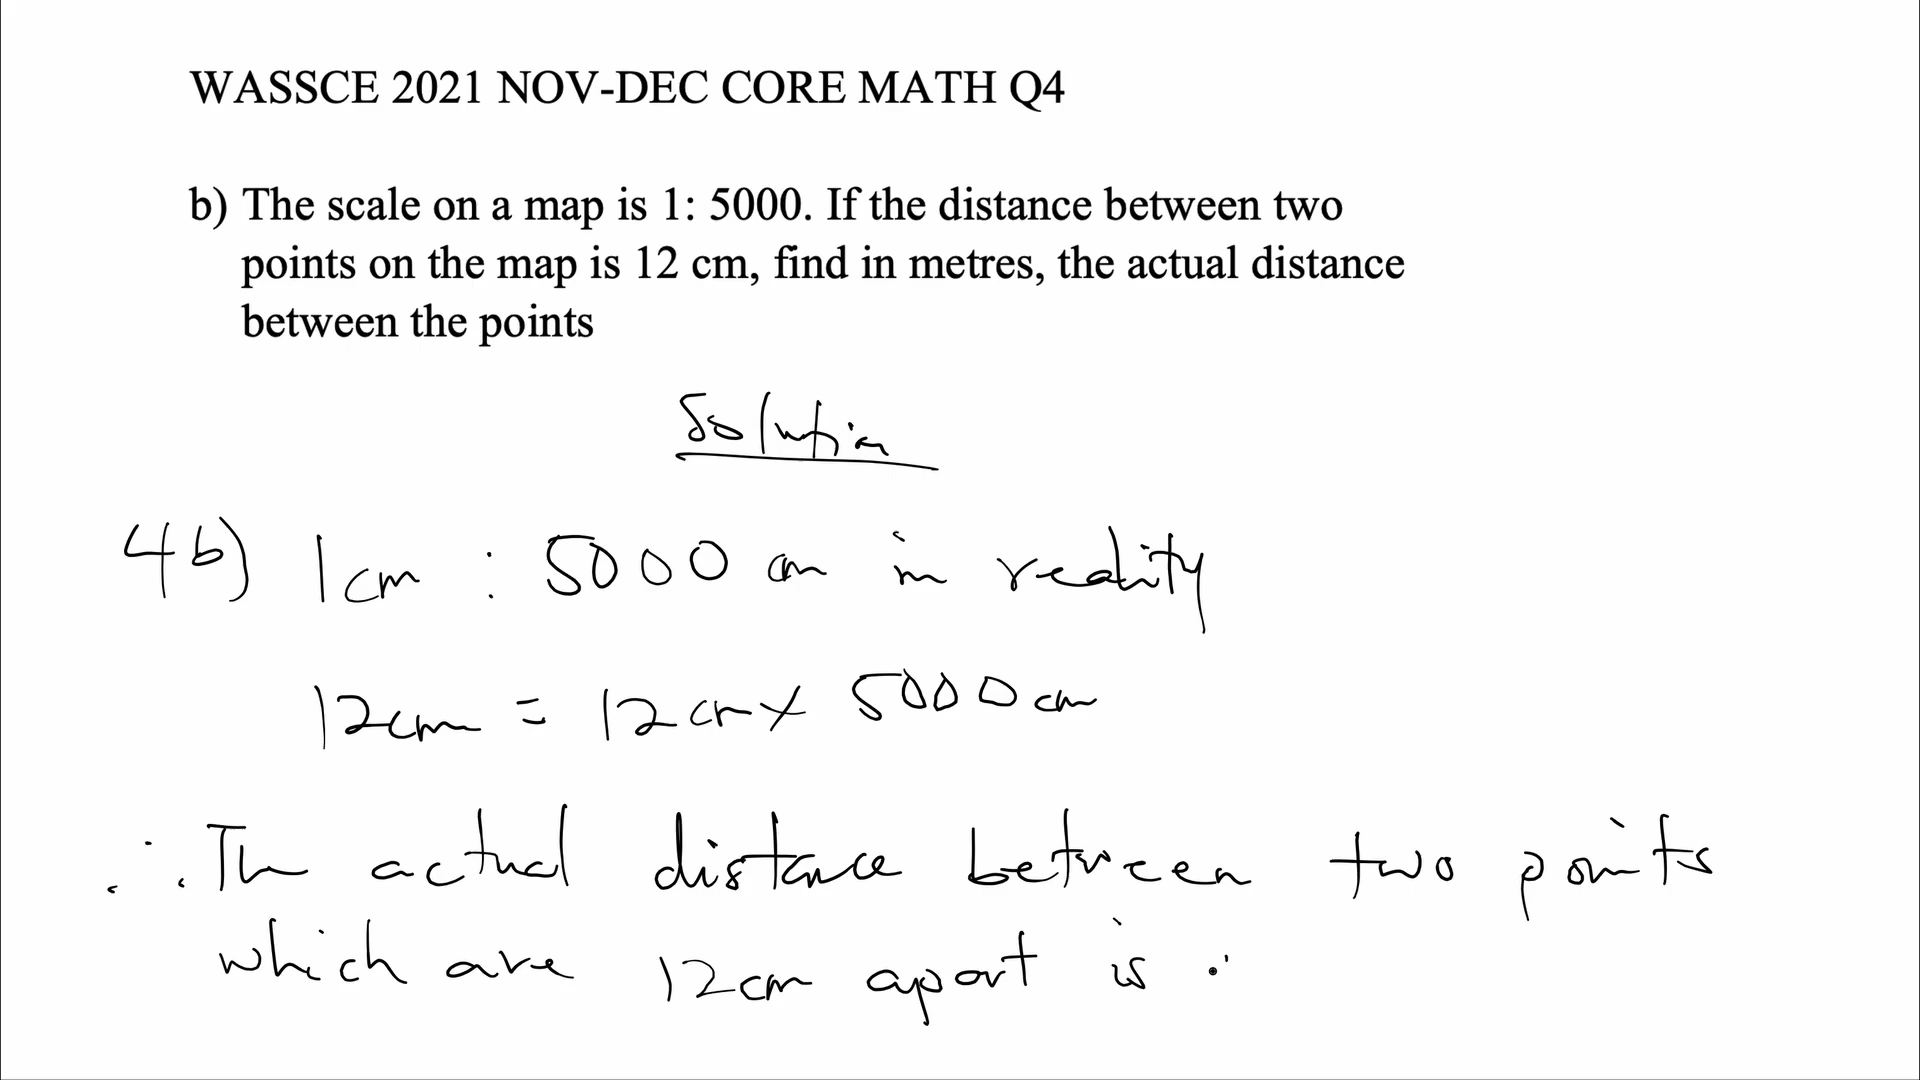 WASSCE 2021 NOV-DEC CORE MATH Q4
b) The scale on a map is 1: 5000. If the distance between two
points on the map is 12 cm, find in metres, the actual distance
between the points
Solution
4b) 1cm : 5000 cm in reality
12cm = 12cm x 5000cm
∴ The actual distance between two points
which are 12cm apart is